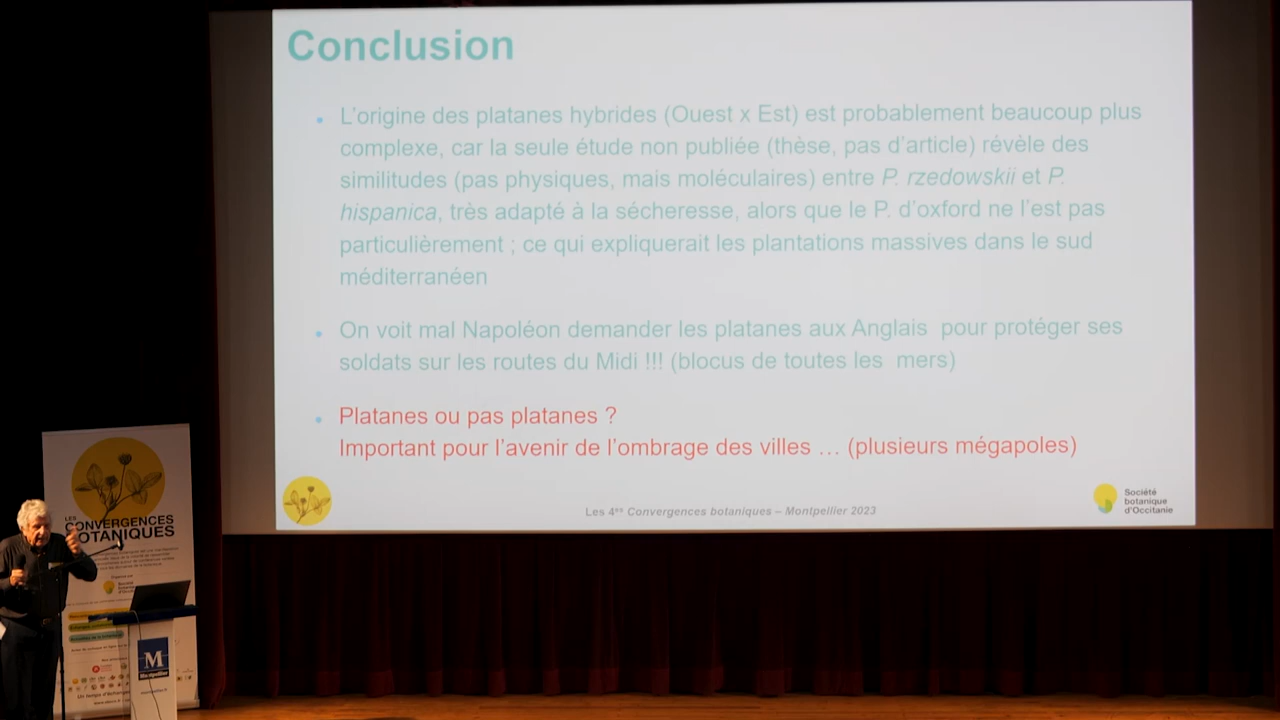 Conclusion
L'origine des platanes hybrides (Ouest x Est) est probablement beaucoup plus
complexe, car la seule étude non publiée (thèse, pas d'article) révèle des
similitudes (pas physiques, mais moléculaires) entre P. rzedowskii et P.
hispanica, très adapté à la sécheresse, alors que le P. d'oxford ne l'est pas
particulièrement ; ce qui expliquerait les plantations massives dans le sud
méditerranéen
On voit mal Napoléon demander les platanes aux Anglais pour protéger ses
soldats sur les routes du Midi !!! (blocus de toutes les mers)
Platanes ou pas platanes ?
Important pour l'avenir de l'ombrage des villes … (plusieurs mégapoles)
Les 4es Convergences botaniques – Montpellier 2023
Société
botanique
d'Occitanie
LES
CONVERGENCES
BOTANIQUES
Société
botanique
d'Occitanie
M
Montpellier